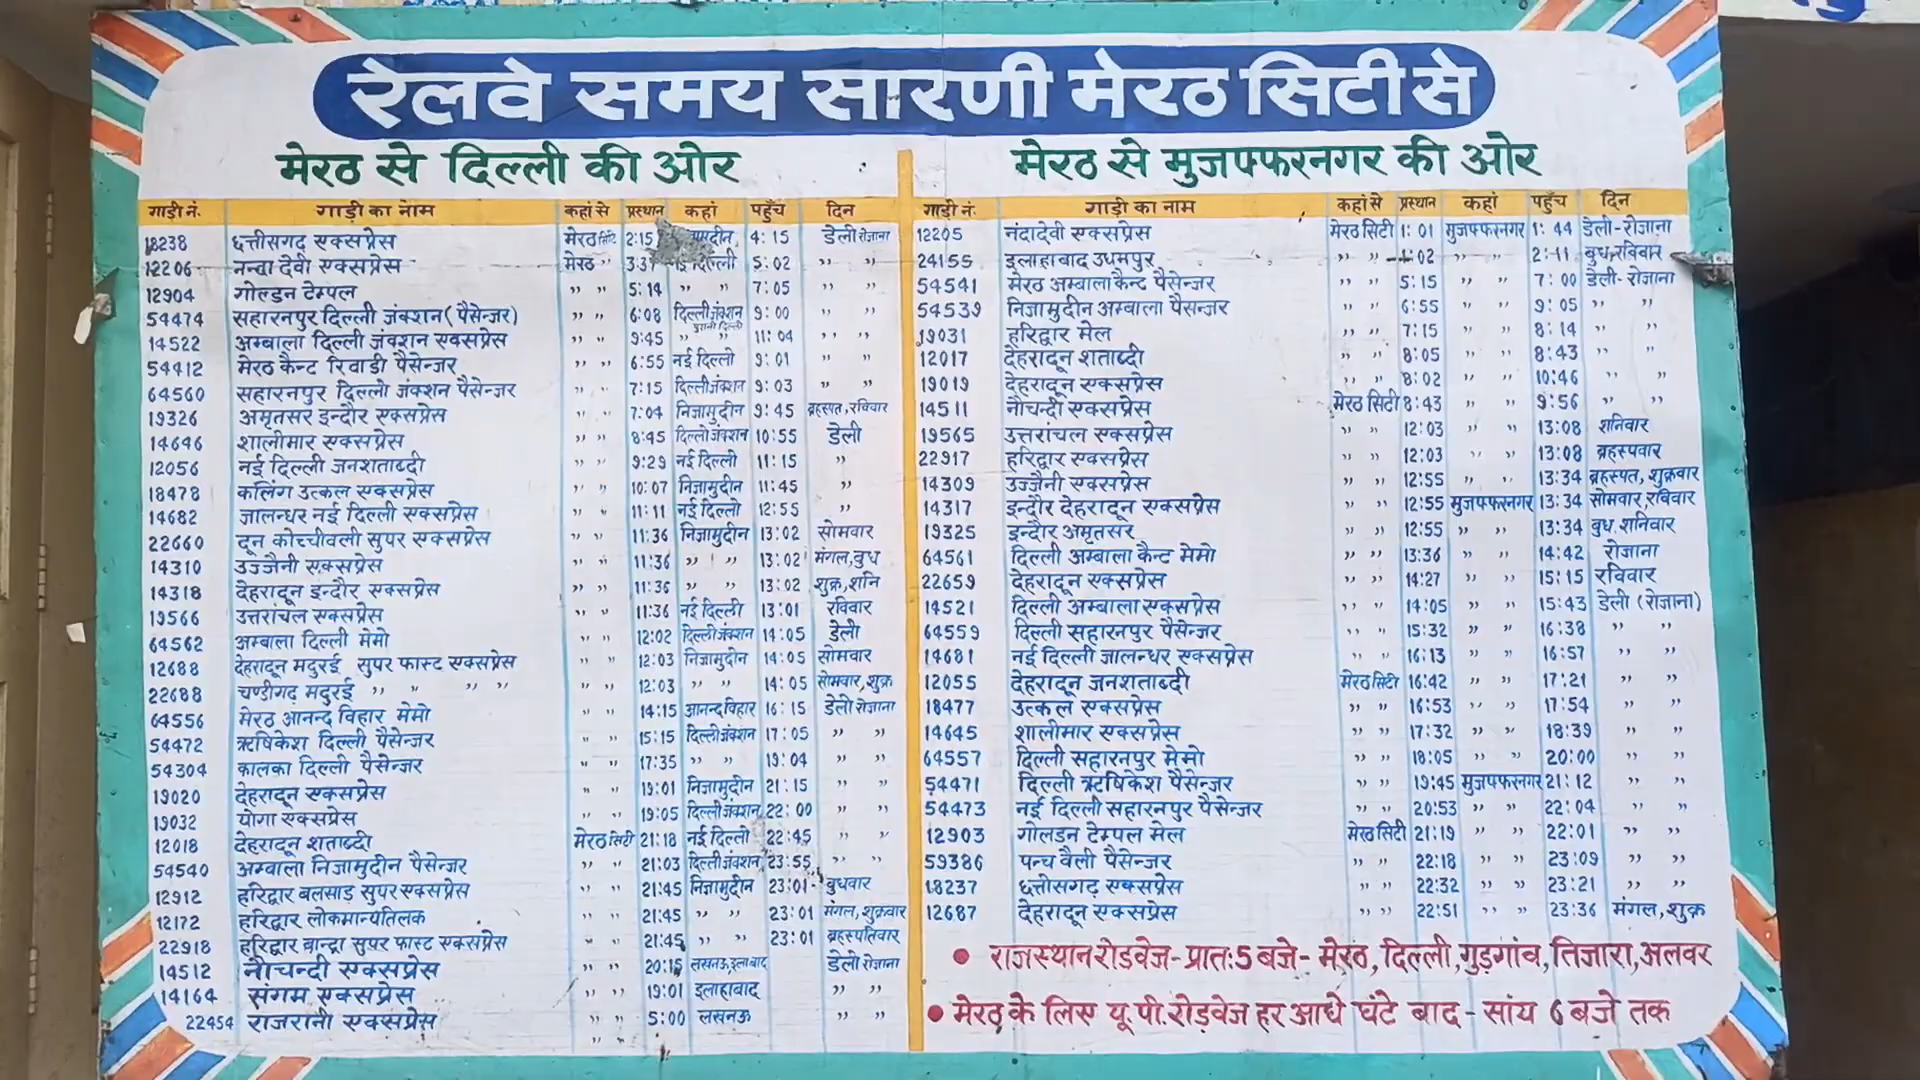 रेलवे समय सारणी मेरठ सिटी से
मेरठ से दिल्ली की ओर
गाड़ी नं. गाड़ी का नाम कहां से प्रस्थान कहां पहुँच दिन
18238 छत्तीसगढ़ एक्सप्रेस मेरठ सिटी 2:15 4:15 डेली रोजाना
12206 नन्दा देवी एक्सप्रेस मेरठ " 3:37 नई दिल्ली 5:02 " "
12904 गोल्डन टेम्पल " " 5:14 " " 7:05 " "
54474 सहारनपुर दिल्ली जंक्शन (पैसेन्जर) " " 6:08 दिल्ली जंक्शन 9:00 " "
पुरानी दिल्ली
14522 अम्बाला दिल्ली जंक्शन एक्सप्रेस " " 9:45 " " 11:04 " "
54412 मेरठ कैन्ट रिवाडी पैसेन्जर " " 6:55 नई दिल्ली 9:01 " "
64560 सहारनपुर दिल्ली जंक्शन पैसेन्जर " " 7:15 दिल्ली जंक्शन 9:03 " "
19326 अमृतसर इन्दौर एक्सप्रेस " " 7:04 निजामुदीन 9:45 ब्रहस्पत, रविवार
14646 शालीमार एक्सप्रेस " " 8:45 दिल्ली जंक्शन 10:55 डेली
12056 नई दिल्ली जनशताब्दी " " 9:29 नई दिल्ली 11:15 "
18478 कलिंग उत्कल एक्सप्रेस " " 10:07 निजामुदीन 11:45 "
14682 जालन्धर नई दिल्ली एक्सप्रेस " " 11:11 नई दिल्ली 12:55 "
22660 दून कोच्चीवली सुपर एक्सप्रेस " " 11:36 निजामुदीन 13:02 सोमवार
14310 उज्जैनी एक्सप्रेस " " 11:36 " " 13:02 मंगल, बुध
14318 देहरादून इन्दौर एक्सप्रेस " " 11:36 " " 13:02 शुक्र, शनि
19566 उत्तरांचल एक्सप्रेस " " 11:36 नई दिल्ली 13:01 रविवार
64562 अम्बाला दिल्ली मेमो " " 12:02 दिल्ली जंक्शन 14:05 डेली
12688 देहरादून मदुरई सुपर फास्ट एक्सप्रेस " " 12:03 निजामुदीन 14:05 सोमवार
22688 चण्डीगढ़ मदुरई " " " " " " 12:03 " " 14:05 सोमवार, शुक्र
64556 मेरठ आनन्द विहार मेमो " " 14:15 आनन्द विहार 16:15 डेली रोजाना
54472 ऋषिकेश दिल्ली पैसेन्जर " " 15:15 दिल्ली जंक्शन 17:05 " "
54304 कालका दिल्ली पैसेन्जर " " 17:35 " " 19:04 " "
19020 देहरादून एक्सप्रेस " " 19:01 निजामुदीन 21:15 " "
19032 योगा एक्सप्रेस " " 19:05 दिल्ली जंक्शन 22:00 " "
12018 देहरादून शताब्दी मेरठ सिटी 21:18 नई दिल्ली 22:45 " "
54540 अम्बाला निजामुदीन पैसेन्जर " " 21:03 दिल्ली जंक्शन 23:55 " "
12912 हरिद्वार बलसाड़ सुपर एक्सप्रेस " " 21:45 निजामुदीन 23:01 बुधवार
12172 हरिद्वार लोकमान्यतिलक " " 21:45 " " 23:01 मंगल, शुक्रवार
22918 हरिद्वार बान्द्रा सुपर फास्ट एक्सप्रेस " " 21:45 " " 23:01 ब्रहस्पतिवार
14512 नौचन्दी एक्सप्रेस " " 20:15 लखनऊ, इलाहबाद डेली रोजाना
14164 संगम एक्सप्रेस " " 19:01 इलाहाबाद " "
22454 राजरानी एक्सप्रेस " " 5:00 लखनऊ " "
मेरठ से मुजफ्फरनगर की ओर
गाड़ी नं. गाड़ी का नाम कहां से प्रस्थान कहां पहुँच दिन
12205 नंदादेवी एक्सप्रेस मेरठ सिटी 1:01 मुजफ्फरनगर 1:44 डेली-रोजाना
24155 इलाहाबाद उधमपुर " " 1:02 " " 2:11 बुध, रविवार
54541 मेरठ अम्बाला कैन्ट पैसेन्जर " " 5:15 " " 7:00 डेली-रोजाना
54539 निजामुदीन अम्बाला पैसेन्जर " " 6:55 " " 9:05 " "
19031 हरिद्वार मेल " " 7:15 " " 8:14 " "
12017 देहरादून शताब्दी " " 8:05 " " 8:43 " "
19019 देहरादून एक्सप्रेस " " 8:02 " " 10:46 " "
14511 नौचन्दी एक्सप्रेस मेरठ सिटी 8:43 " " 9:56 " "
19565 उत्तरांचल एक्सप्रेस " " 12:03 " " 13:08 शनिवार
22917 हरिद्वार एक्सप्रेस " " 12:03 " " 13:08 ब्रहस्पवार
14309 उज्जैनी एक्सप्रेस " " 12:55 " " 13:34 ब्रहस्पत, शुक्रवार
14317 इन्दौर देहरादून एक्सप्रेस " " 12:55 मुजफ्फरनगर 13:34 सोमवार, रविवार
19325 इन्दौर अमृतसर " " 12:55 " " 13:34 बुध, शनिवार
64561 दिल्ली अम्बाला कैन्ट मेमो " " 13:36 " " 14:42 रोजाना
22659 देहरादून एक्सप्रेस " " 14:27 " " 15:15 रविवार
14521 दिल्ली अम्बाला एक्सप्रेस " " 14:05 " " 15:43 डेली (रोजाना)
64559 दिल्ली सहारनपुर पैसेन्जर " " 15:32 " " 16:38 " "
14681 नई दिल्ली जालन्धर एक्सप्रेस " " 16:13 " " 16:57 " "
12055 देहरादून जनशताब्दी मेरठ सिटी 16:42 " " 17:21 " "
18477 उत्कल एक्सप्रेस " " 16:53 " " 17:54 " "
14645 शालीमार एक्सप्रेस " " 17:32 " " 18:39 " "
64557 दिल्ली सहारनपुर मेमो " " 18:05 " " 20:00 " "
54471 दिल्ली ऋषिकेश पैसेन्जर " " 19:45 मुजफ्फरनगर 21:12 " "
54473 नई दिल्ली सहारनपुर पैसेन्जर " " 20:53 " " 22:04 " "
12903 गोलडन टेम्पल मेल मेरठ सिटी 21:19 " " 22:01 " "
59386 पन्च वैली पैसेन्जर " " 22:18 " " 23:09 " "
18237 छत्तीसगढ़ एक्सप्रेस " " 22:32 " " 23:21 " "
12687 देहरादून एक्सप्रेस " " 22:51 " " 23:36 मंगल, शुक्र
• राजस्थान रोडवेज - प्रातः 5 बजे - मेरठ, दिल्ली, गुड़गांव, तिजारा, अलवर
• मेरठ के लिए यू.पी. रोड़वेज हर आधे घंटे बाद - सांय 6 बजे तक